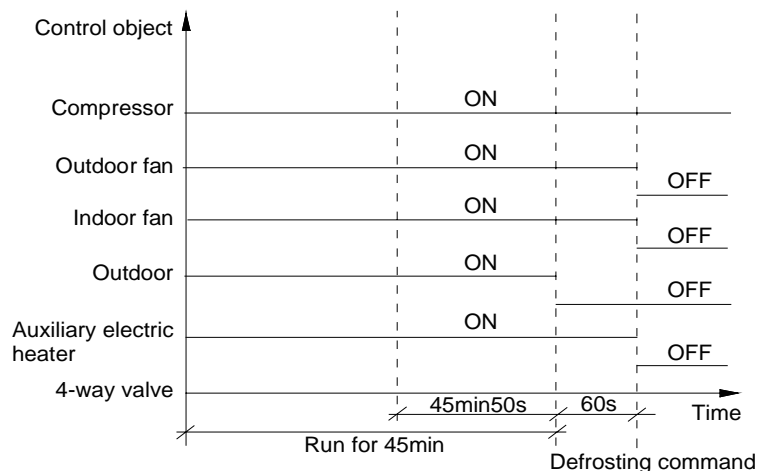 Control object
Compressor
ON
Outdoor fan
ON
OFF
Indoor fan
ON
OFF
Outdoor
ON
OFF
Auxiliary electric
heater
ON
OFF
4-way valve
45min50s
60s
Time
Run for 45min
Defrosting command